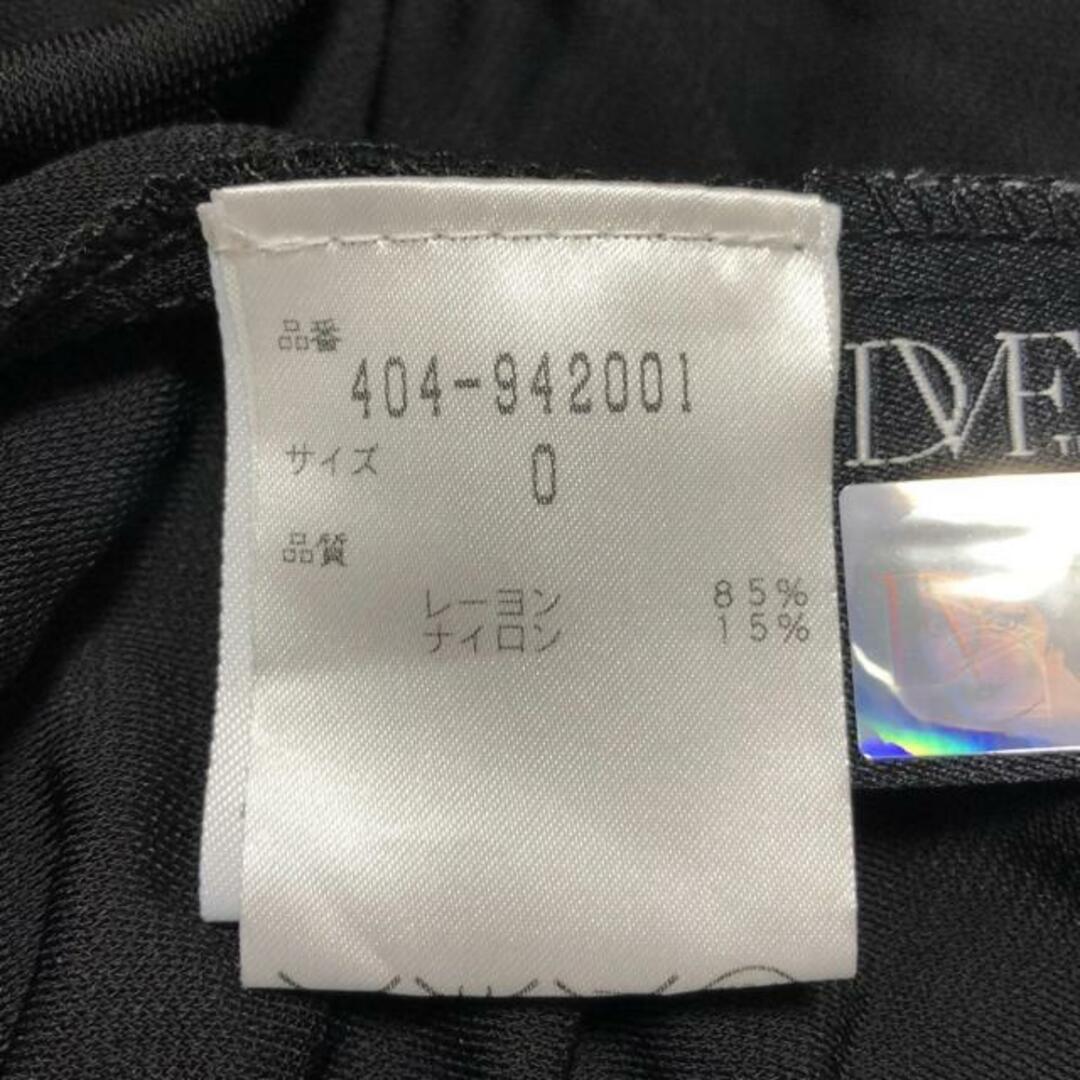 品番
404-942001
サイズ 0
品質
レーヨン 85%
ナイロン 15%
DVF